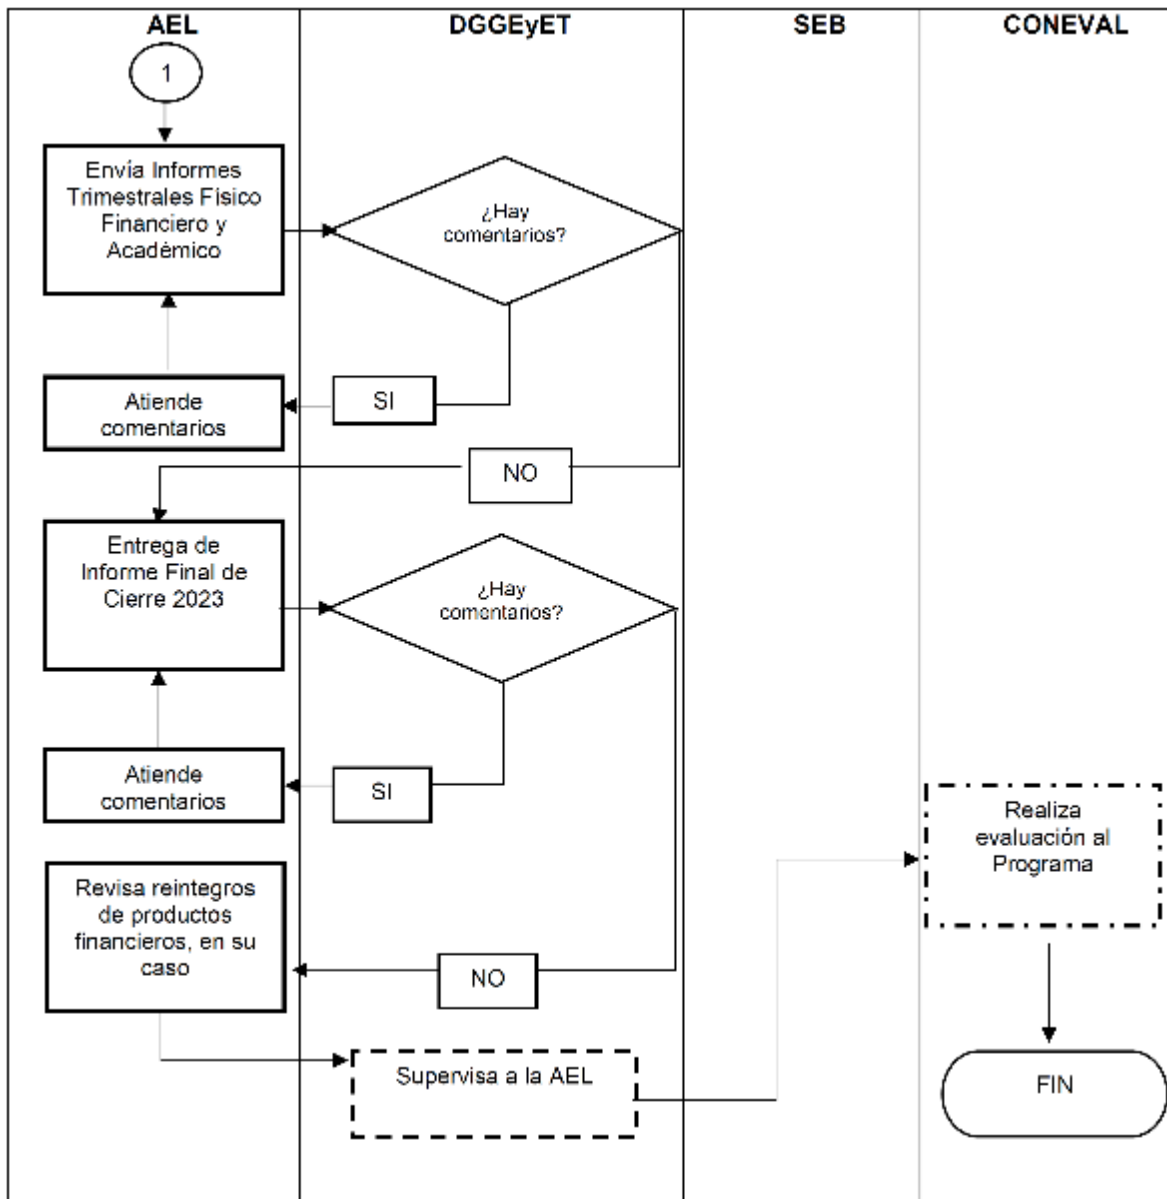 AEL
DGGEyET
SEB
CONEVAL
1
Envía Informes
Trimestrales Físico
Financiero y
Académico
¿Hay
comentarios?
SI
Atiende
comentarios
NO
Entrega de
Informe Final de
Cierre 2023
¿Hay
comentarios?
SI
Atiende
comentarios
Revisa reintegros
de productos
financieros, en su
caso
NO
Supervisa a la AEL
Realiza
evaluación al
Programa
FIN